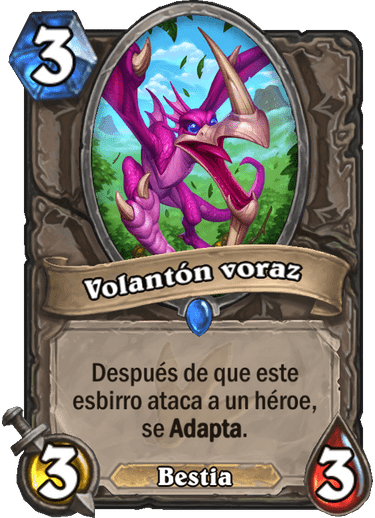 3
Volantón voraz
Después de que este
esbirro ataca a un héroe,
se Adapta.
3
Bestia
3